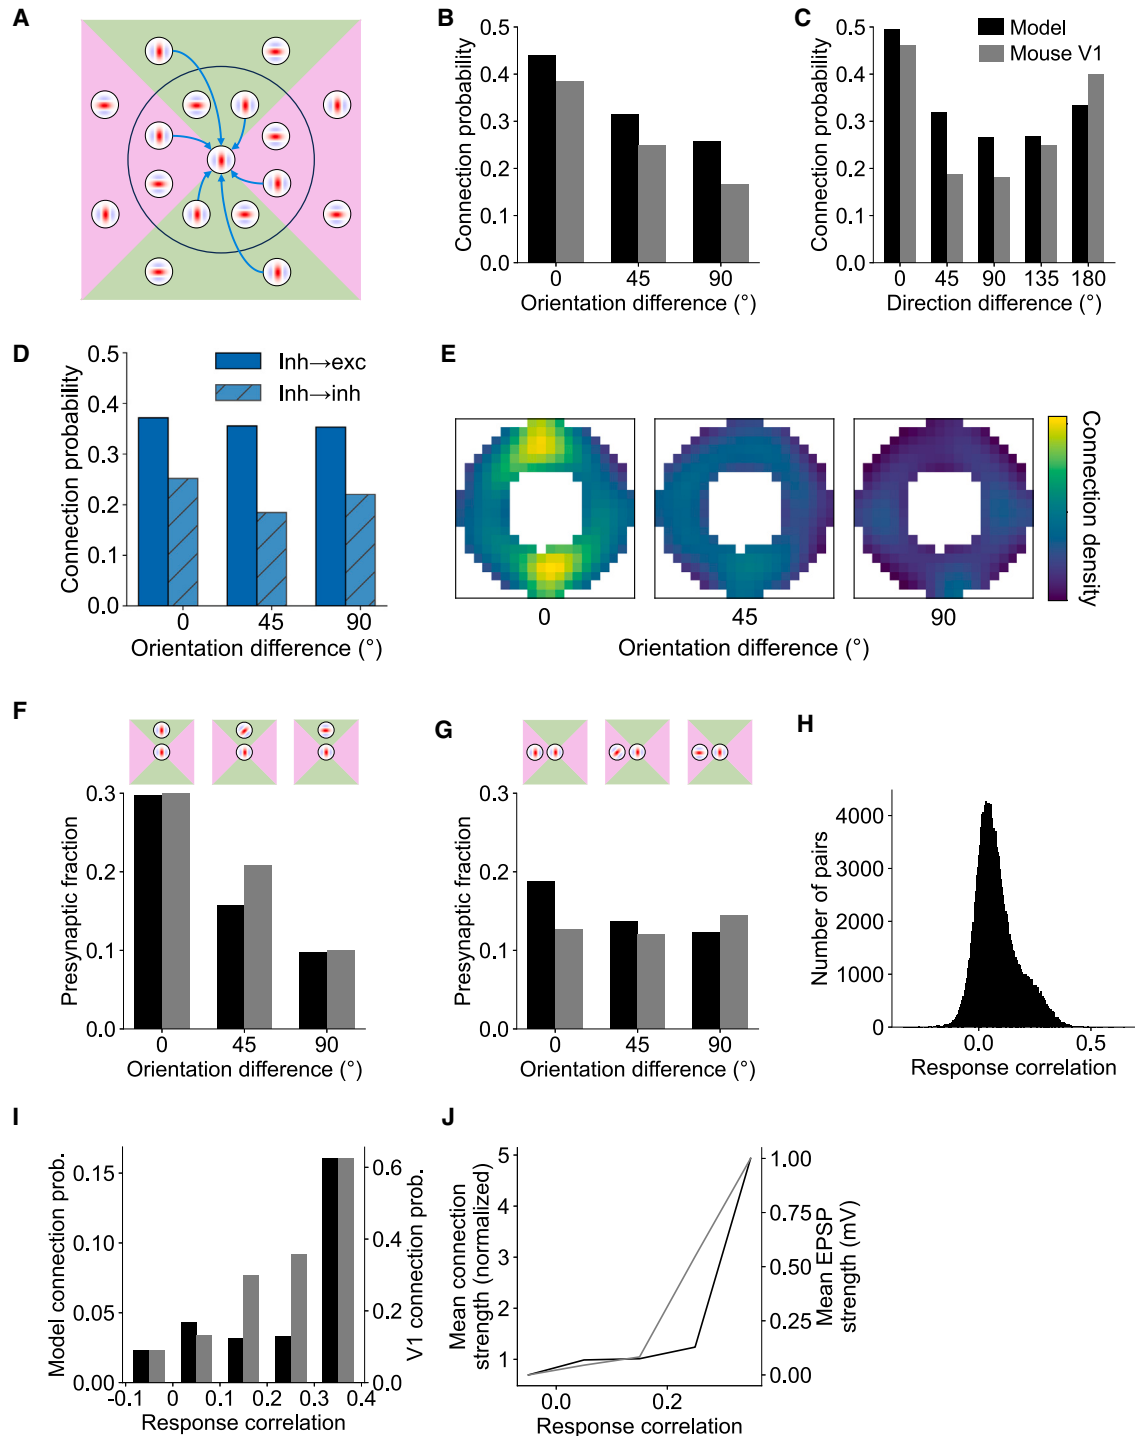 A
B
Connection probability
0.5
0.4
0.3
0.2
0.1
0.0
0 45 90
Orientation difference (°)
C
Model
Mouse V1
Connection probability
0.5
0.4
0.3
0.2
0.1
0.0
0 45 90 135 180
Direction difference (°)
D
Inh→exc
Inh→inh
Connection probability
0.5
0.4
0.3
0.2
0.1
0.0
0 45 90
Orientation difference (°)
E
0 45 90
Orientation difference (°)
Connection density
F
Presynaptic fraction
0.3
0.2
0.1
0.0
0 45 90
Orientation difference (°)
G
Presynaptic fraction
0.3
0.2
0.1
0.0
0 45 90
Orientation difference (°)
H
Number of pairs
4000
3000
2000
1000
0
0.0 0.5
Response correlation
I
Model connection prob.
0.15
0.10
0.05
0.00
-0.1 0 0.1 0.2 0.3 0.4
Response correlation
0.6
0.4
0.2
0.0
V1 connection prob.
J
Mean connection
strength (normalized)
5
4
3
2
1
0.0 0.2
Response correlation
1.00
0.75
0.50
0.25
0.00
Mean EPSP
strength (mV)